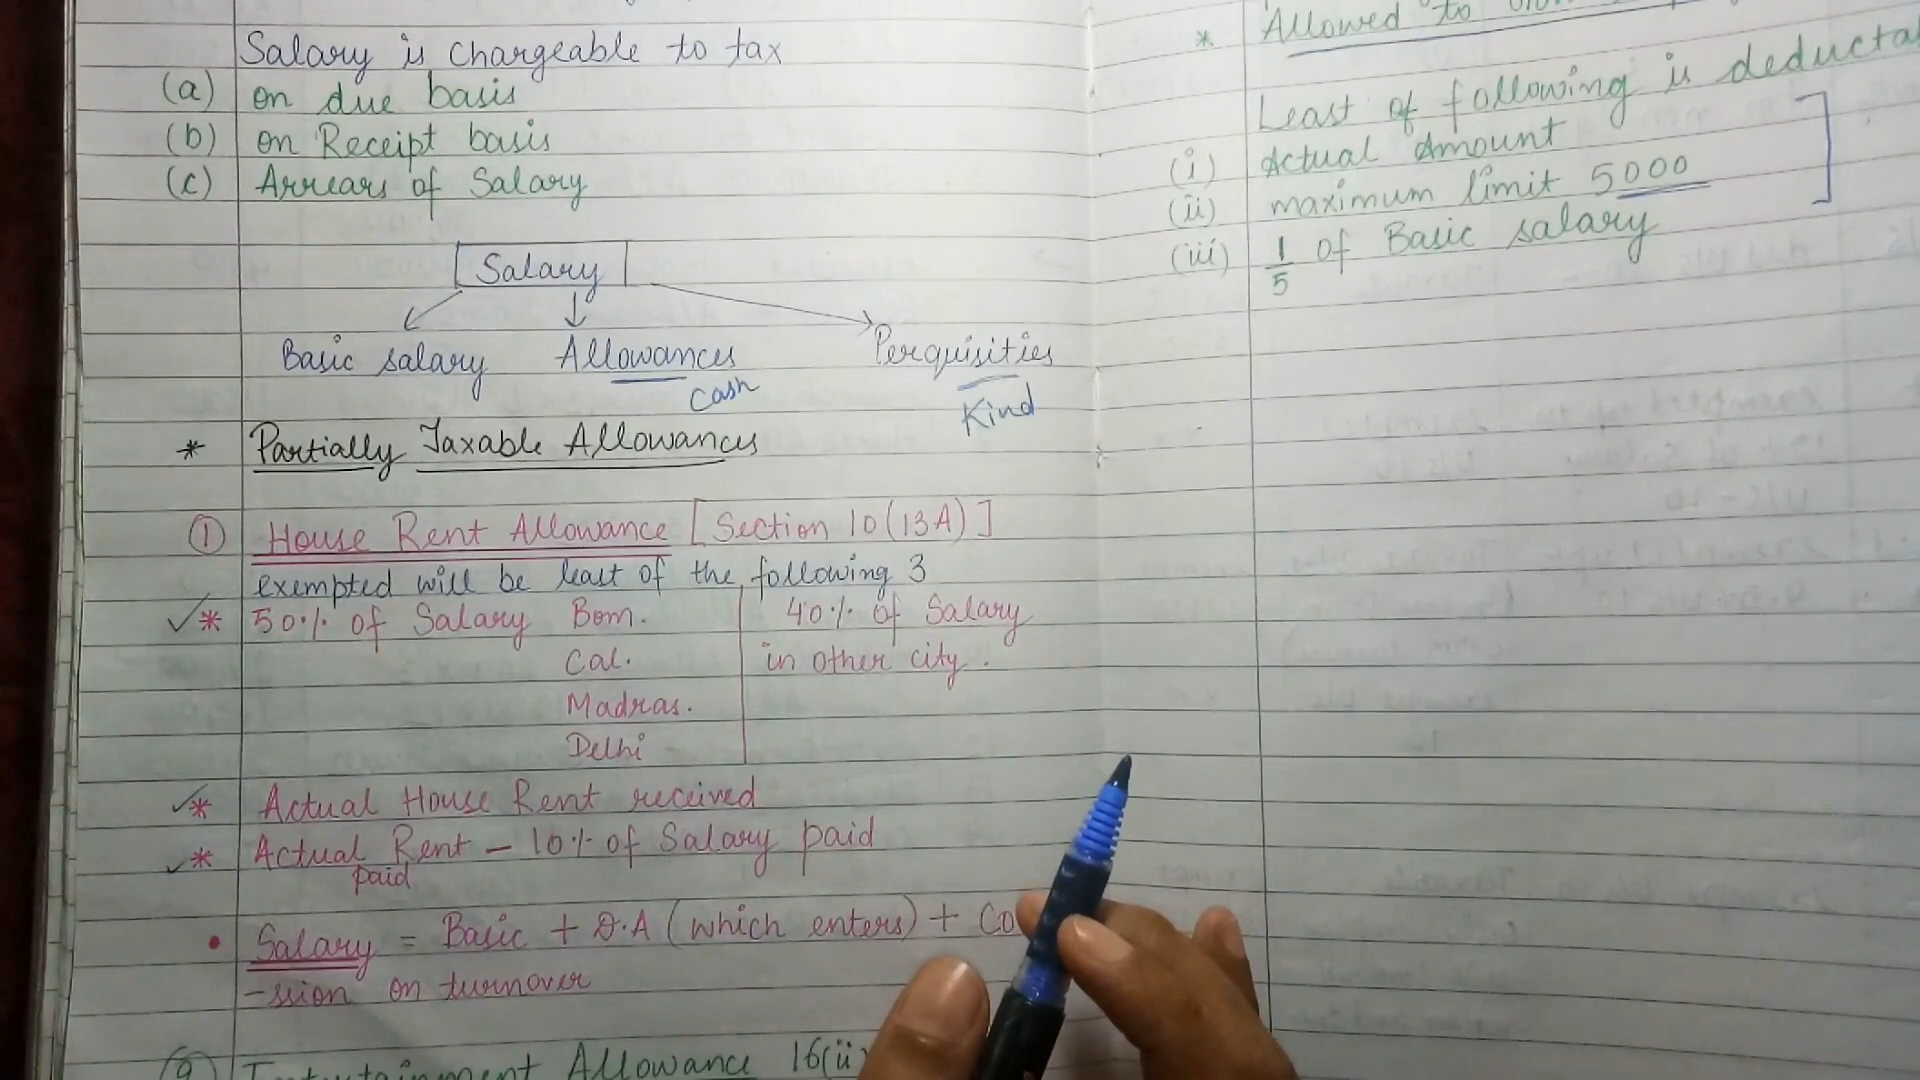 Salary is Chargeable to tax
(a) on due basis
(b) on Receipt basis
(c) Arrears of Salary
Salary
Basic salary Allowances Perquisities
Cash Kind
* Partially Taxable Allowances
① House Rent Allowance [Section 10(13A)]
exempted will be least of the following 3
✓* 50% of Salary Bom. 40% of Salary
Cal. in other city.
Madras.
Delhi
✓* Actual House Rent received
✓* Actual Rent – 10% of Salary paid
paid
• Salary = Basic + D.A (which enters) + Co
-ssion on turnover
Allowance 16(ii
* Allowed to
Least of following is deducta
(i) Actual Amount
(ii) maximum limit 5000
(iii) 1/5 of Basic salary